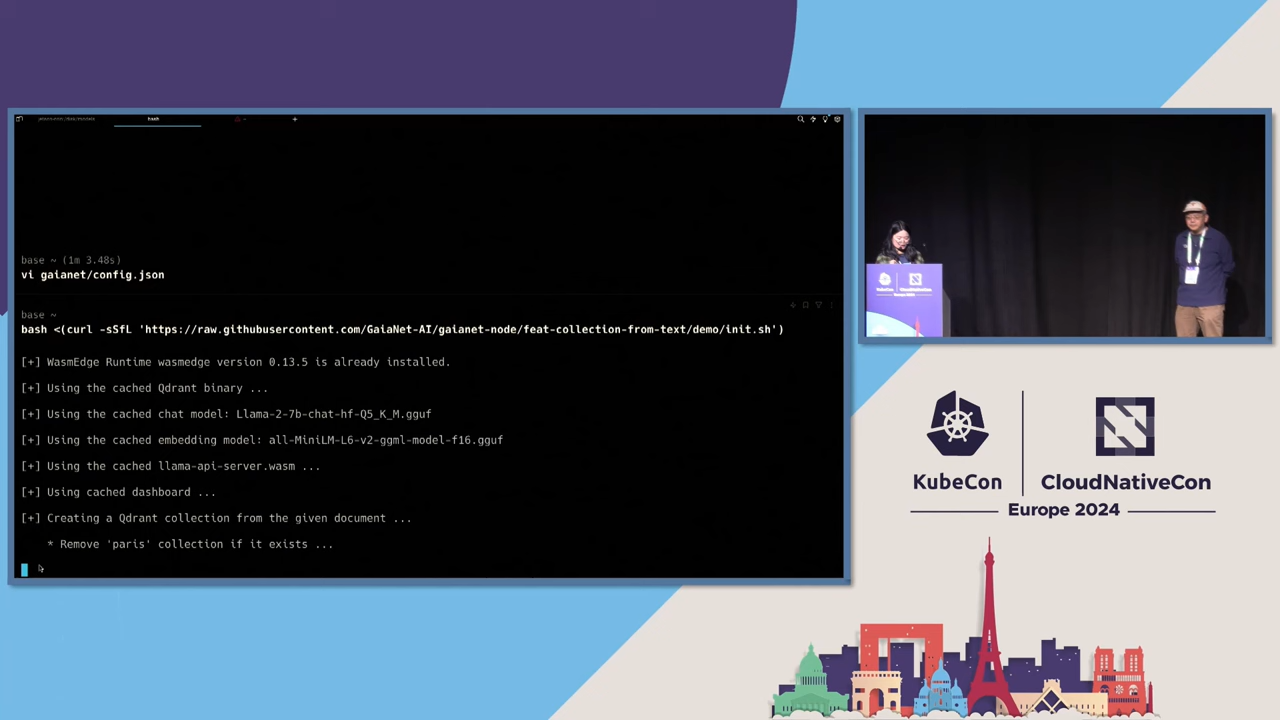 bash
base ~ (1m 3.48s)
vi gaianet/config.json
base ~
bash <(curl -sSfL 'https://raw.githubusercontent.com/GaiaNet-AI/gaianet-node/feat-collection-from-text/demo/init.sh')
[+] WasmEdge Runtime wasmedge version 0.13.5 is already installed.
[+] Using the cached Qdrant binary ...
[+] Using the cached chat model: Llama-2-7b-chat-hf-Q5_K_M.gguf
[+] Using the cached embedding model: all-MiniLM-L6-v2-ggml-model-f16.gguf
[+] Using the cached llama-api-server.wasm ...
[+] Using cached dashboard ...
[+] Creating a Qdrant collection from the given document ...
* Remove 'paris' collection if it exists ...
KubeCon
CloudNativeCon
KubeCon
CloudNativeCon
Europe 2024